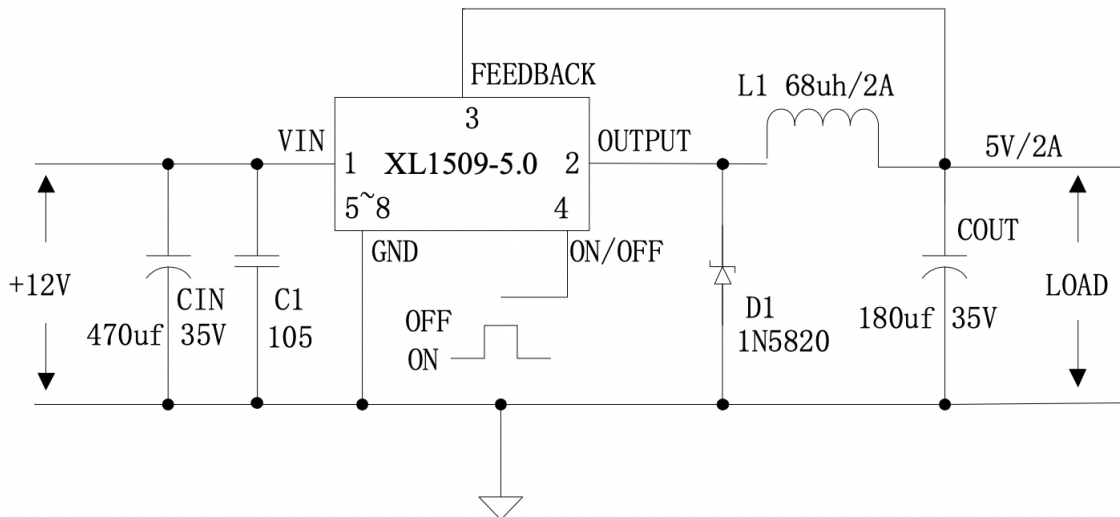 FEEDBACK
L1 68uh/2A
3
VIN
OUTPUT
5V/2A
1
XL1509-5.0
2
5~8
4
GND
ON/OFF
COUT
+12V
CIN
C1
LOAD
470uf 35V
105
OFF
ON
D1
1N5820
180uf 35V